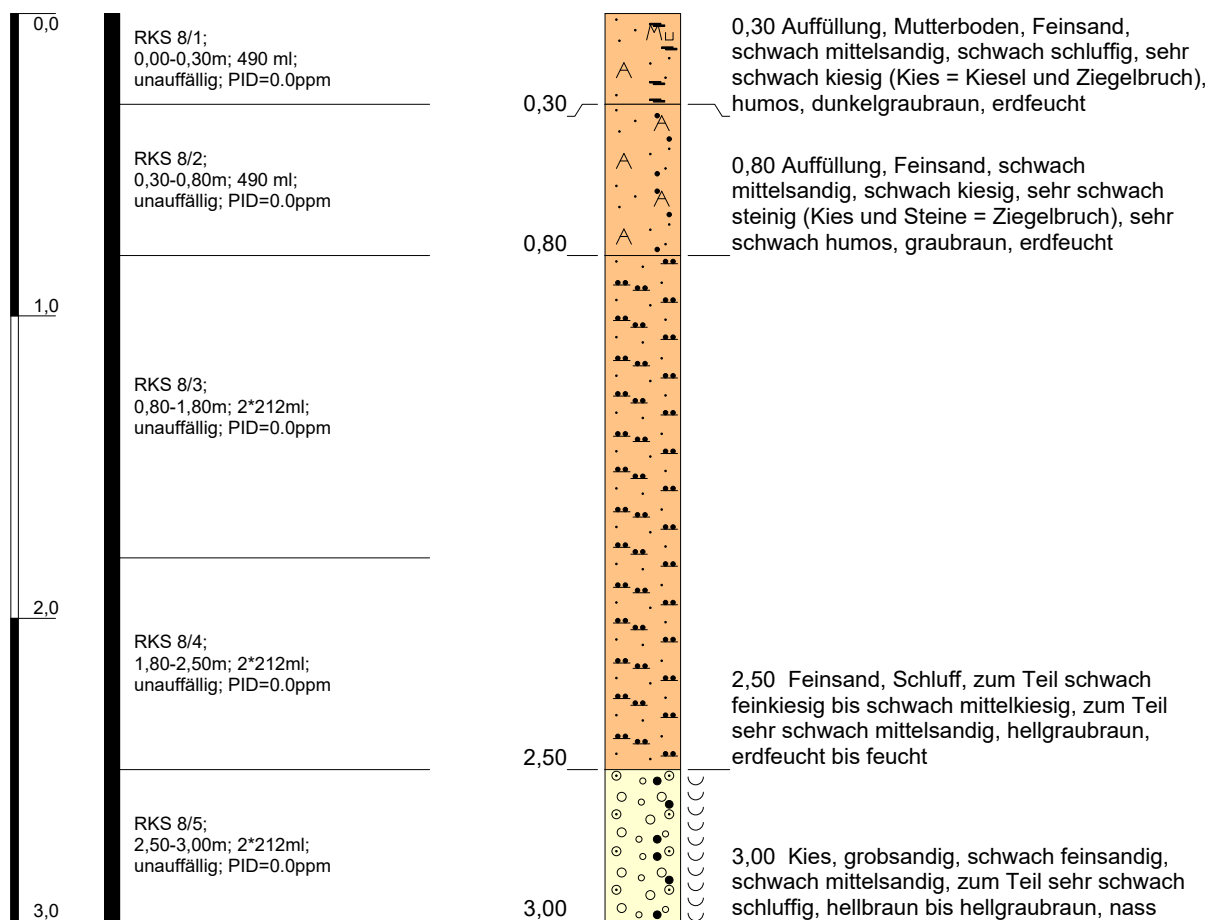 0,0
1,0
2,0
3,0
RKS 8/1;
0,00-0,30m; 490 ml;
unauffällig; PID=0.0ppm
RKS 8/2;
0,30-0,80m; 490 ml;
unauffällig; PID=0.0ppm
RKS 8/3;
0,80-1,80m; 2*212ml;
unauffällig; PID=0.0ppm
RKS 8/4;
1,80-2,50m; 2*212ml;
unauffällig; PID=0.0ppm
RKS 8/5;
2,50-3,00m; 2*212ml;
unauffällig; PID=0.0ppm
0,30
0,80
2,50
3,00
M u
A
A
A
A
A
0,30 Auffüllung, Mutterboden, Feinsand,
schwach mittelsandig, schwach schluffig, sehr
schwach kiesig (Kies = Kiesel und Ziegelbruch),
humos, dunkelgraubraun, erdfeucht
0,80 Auffüllung, Feinsand, schwach
mittelsandig, schwach kiesig, sehr schwach
steinig (Kies und Steine = Ziegelbruch), sehr
schwach humos, graubraun, erdfeucht
2,50 Feinsand, Schluff, zum Teil schwach
feinkiesig bis schwach mittelkiesig, zum Teil
sehr schwach mittelsandig, hellgraubraun,
erdfeucht bis feucht
3,00 Kies, grobsandig, schwach feinsandig,
schwach mittelsandig, zum Teil sehr schwach
schluffig, hellbraun bis hellgraubraun, nass